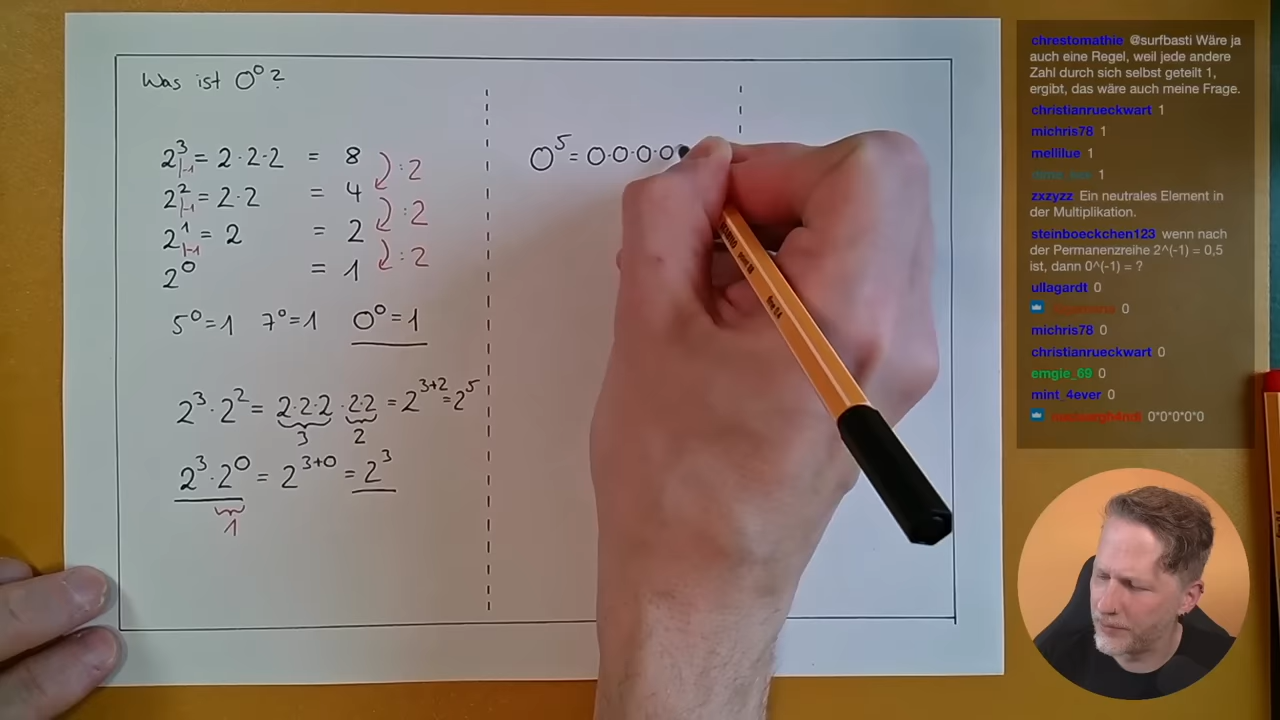 Was ist 0⁰?
2³ = 2·2·2 = 8 :2
|-1
2² = 2·2 = 4 :2
|-1
2¹ = 2 = 2 :2
|-1
2⁰ = 1
5⁰=1 7⁰=1 0⁰=1
2³·2² = 2·2·2·2·2 = 2³⁺² = 2⁵
3 2
2³·2⁰ = 2³⁺⁰ = 2³
1
0⁵ = 0·0·0·0
chrestomathie @surfbasti Wäre ja
auch eine Regel, weil jede andere
Zahl durch sich selbst geteilt 1,
ergibt, das wäre auch meine Frage.
christianrueckwart 1
michris78 1
mellilue 1
1
zxzyzz Ein neutrales Element in
der Multiplikation.
steinboeckchen123 wenn nach
der Permanenzreihe 2^(-1) = 0,5
ist, dann 0^(-1) = ?
ullagardt 0
0
michris78 0
christianrueckwart 0
emgie_69 0
mint_4ever 0
0*0*0*0*0